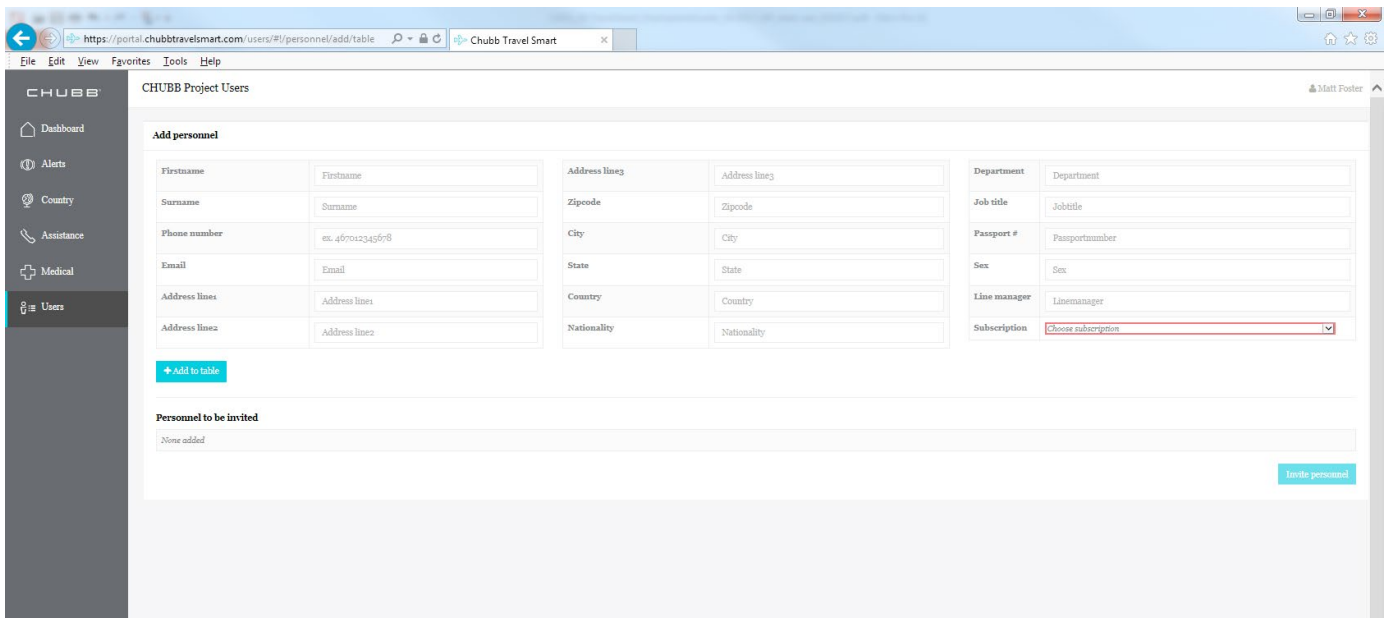 https://portal.chubbtravelsmart.com/users/#!/personnel/add/table
Chubb Travel Smart
File Edit View Favorites Tools Help
CHUBB
CHUBB Project Users
Matt Foster
Dashboard
Alerts
Country
Assistance
Medical
Users
Add personnel
Firstname Firstname
Surname Surname
Phone number ex. 467012345678
Email Email
Address line1 Address line1
Address line2 Address line2
Address line3 Address line3
Zipcode Zipcode
City City
State State
Country Country
Nationality Nationality
Department Department
Job title Jobtitle
Passport # Passportnumber
Sex Sex
Line manager Linemanager
Subscription Choose subscription
+Add to table
Personnel to be invited
None added
Invite personnel